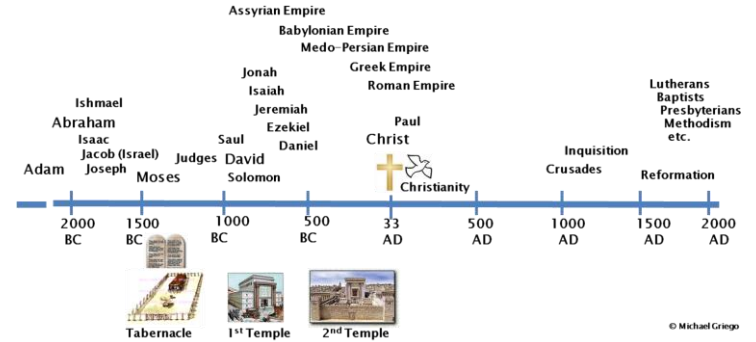 Assyrian Empire
Babylonian Empire
Medo-Persian Empire
Greek Empire
Roman Empire
Jonah
Isaiah
Jeremiah
Ezekiel
Daniel
Ishmael
Abraham
Isaac
Jacob (Israel)
Joseph
Adam
Moses
Judges
Saul
David
Solomon
Paul
Christ
Christianity
Inquisition
Crusades
Lutherans
Baptists
Presbyterians
Methodism
etc.
Reformation
2000 BC
1500 BC
1000 BC
500 BC
33 AD
500 AD
1000 AD
1500 AD
2000 AD
Tabernacle
1st Temple
2nd Temple
© Michael Griego